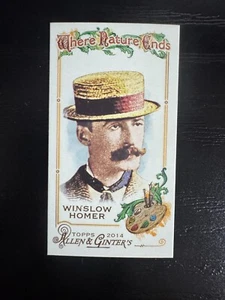 Where Nature Ends
WINSLOW
HOMER
TOPPS 2014
ALLEN & GINTER'S